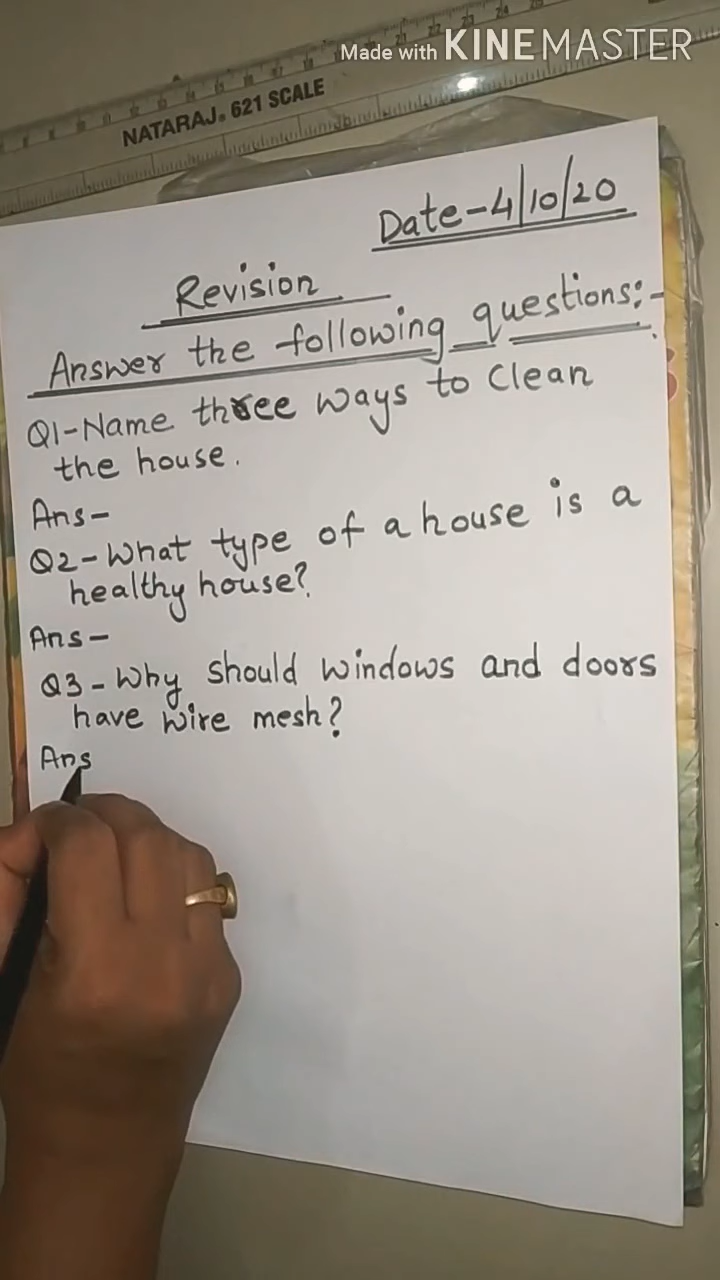 Made with KINEMASTER
NATARAJ® 621 SCALE
Date-4/10/20
Revision
Answer the following questions:-
Q1-Name three ways to clean
the house.
Ans-
Q2-What type of a house is a
healthy house?
Ans-
Q3-Why should windows and doors
have wire mesh?
Ans